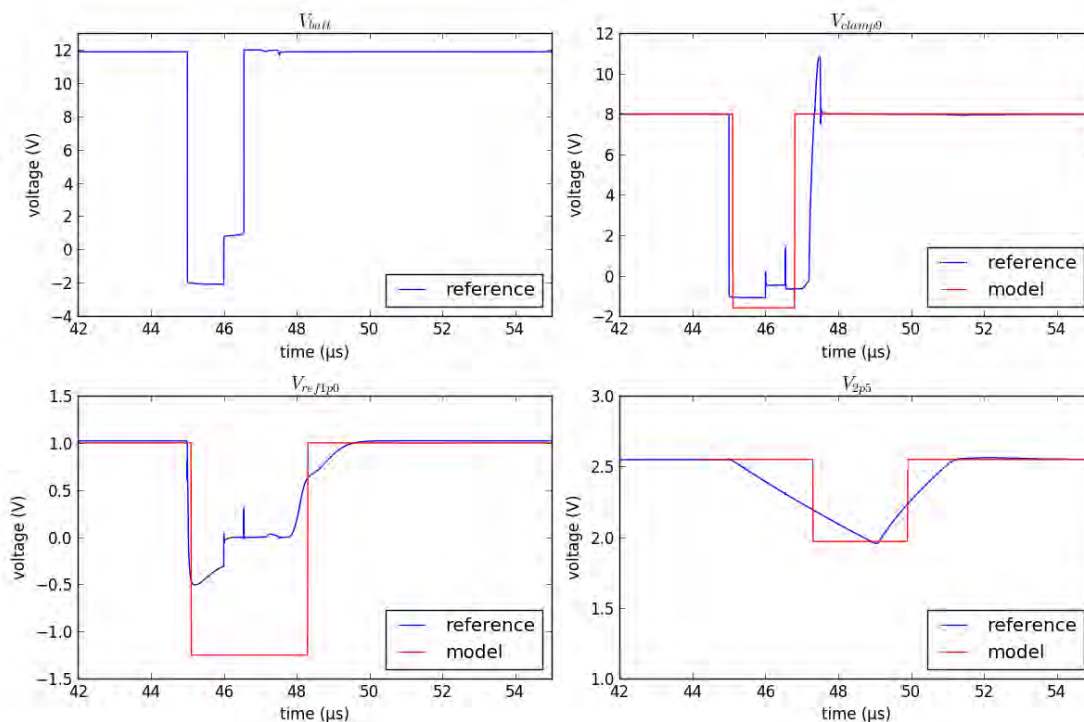 V_batt
12
10
8
6
4
2
0
−2
−4
voltage (V)
reference
42 44 46 48 50 52 54
time (µs)
V_clamp9
12
10
8
6
4
2
0
−2
voltage (V)
reference
model
42 44 46 48 50 52 54
time (µs)
V_ref1p0
1.5
1.0
0.5
0.0
−0.5
−1.0
−1.5
voltage (V)
reference
model
42 44 46 48 50 52 54
time (µs)
V_2p5
3.0
2.5
2.0
1.5
1.0
voltage (V)
reference
model
42 44 46 48 50 52 54
time (µs)